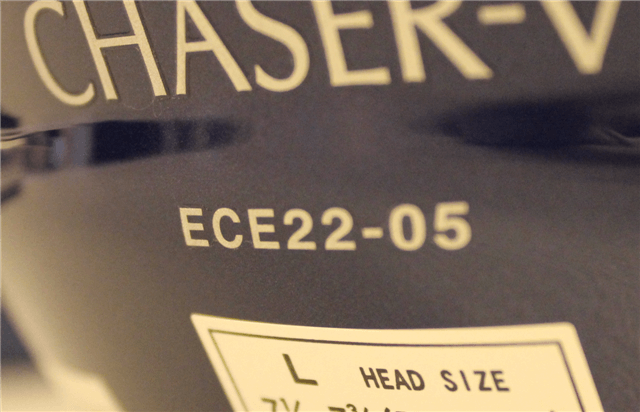 CHASER-V
ECE22-05
L HEAD SIZE